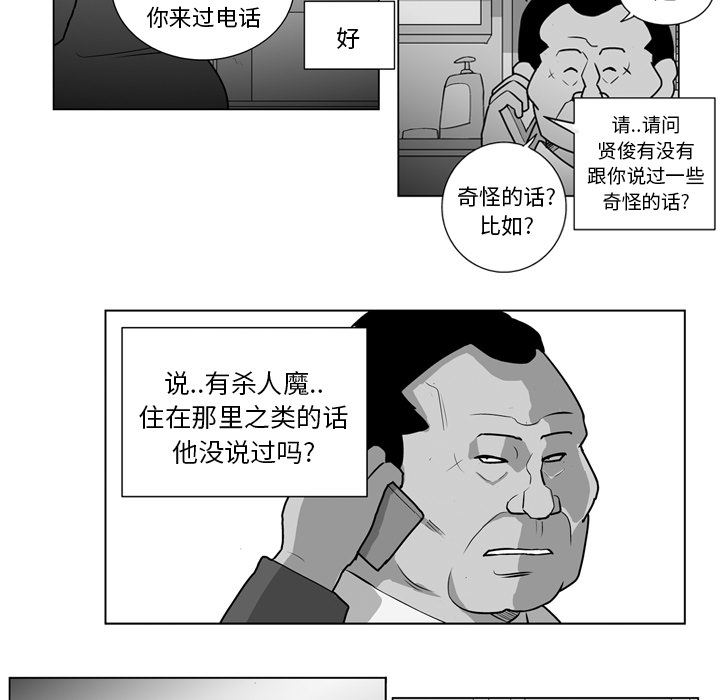 你来过电话
好
请..请问
贤俊有没有
跟你说过一些
奇怪的话?
奇怪的话?
比如?
说..有杀人魔..
住在那里之类的话
他没说过吗?